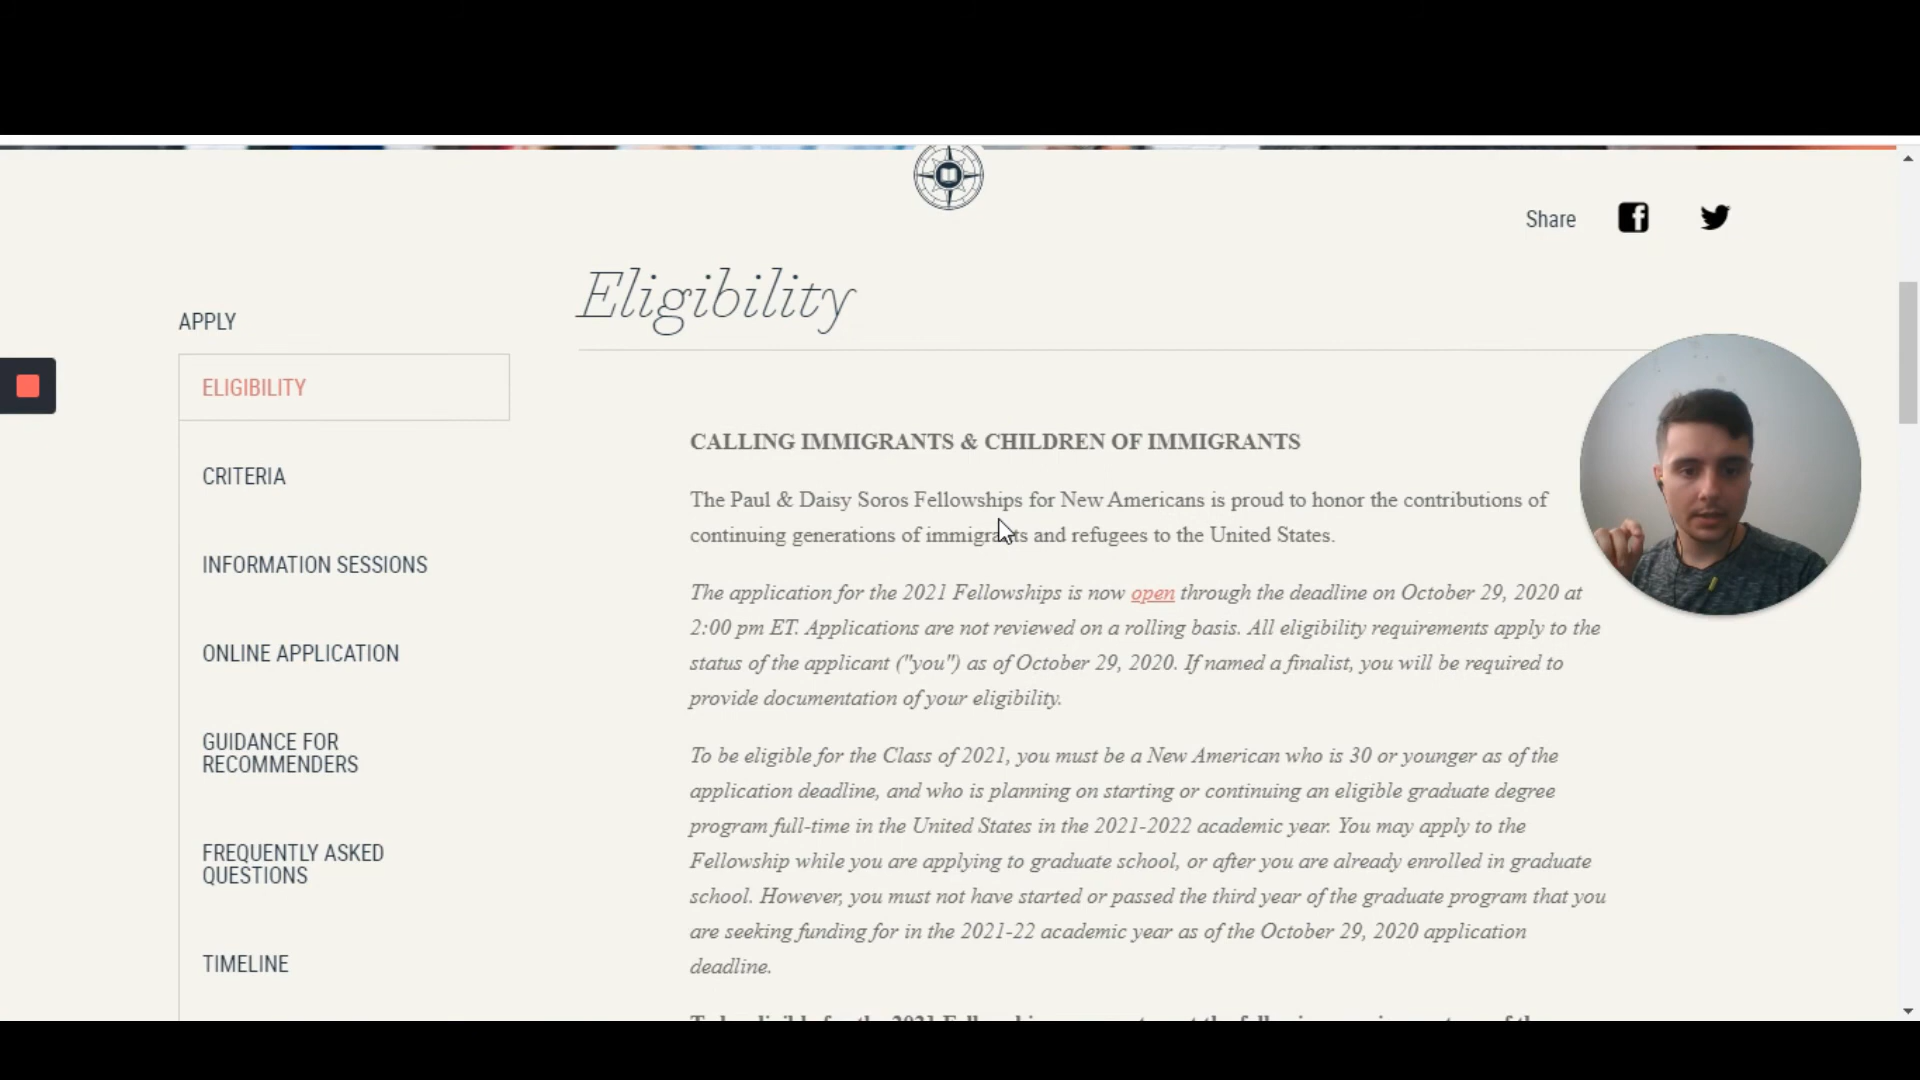 Share
Eligibility
APPLY
ELIGIBILITY
CRITERIA
INFORMATION SESSIONS
ONLINE APPLICATION
GUIDANCE FOR
RECOMMENDERS
FREQUENTLY ASKED
QUESTIONS
TIMELINE
CALLING IMMIGRANTS & CHILDREN OF IMMIGRANTS
The Paul & Daisy Soros Fellowships for New Americans is proud to honor the contributions of
continuing generations of immigrants and refugees to the United States.
The application for the 2021 Fellowships is now open through the deadline on October 29, 2020 at
2:00 pm ET. Applications are not reviewed on a rolling basis. All eligibility requirements apply to the
status of the applicant ("you") as of October 29, 2020. If named a finalist, you will be required to
provide documentation of your eligibility.
To be eligible for the Class of 2021, you must be a New American who is 30 or younger as of the
application deadline, and who is planning on starting or continuing an eligible graduate degree
program full-time in the United States in the 2021-2022 academic year. You may apply to the
Fellowship while you are applying to graduate school, or after you are already enrolled in graduate
school. However, you must not have started or passed the third year of the graduate program that you
are seeking funding for in the 2021-22 academic year as of the October 29, 2020 application
deadline.